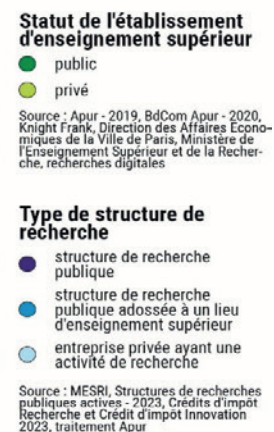 Statut de l'établissement
d'enseignement supérieur
public
privé
Source : Apur - 2019, BdCom Apur - 2020,
Knight Frank, Direction des Affaires Econo-
miques de la Ville de Paris, Ministère de
l'Enseignement Supérieur et de la Recher-
che, recherches digitales
Type de structure de
recherche
structure de recherche
publique
structure de recherche
publique adossée à un lieu
d'enseignement supérieur
entreprise privée ayant une
activité de recherche
Source : MESRI, Structures de recherches
publiques actives - 2023, Crédits d'impôt
Recherche et Crédit d'impôt Innovation
2023, traitement Apur